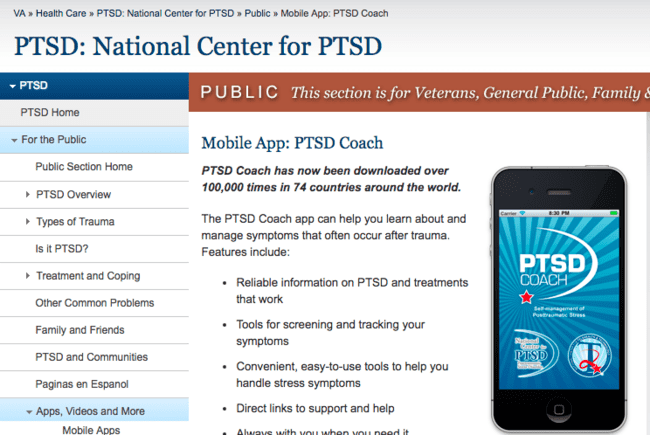 VA » Health Care » PTSD: National Center for PTSD » Public » Mobile App: PTSD Coach
PTSD: National Center for PTSD
PTSD
PTSD Home
For the Public
Public Section Home
PTSD Overview
Types of Trauma
Is it PTSD?
Treatment and Coping
Other Common Problems
Family and Friends
PTSD and Communities
Paginas en Espanol
Apps, Videos and More
Mobile Apps
PUBLIC This section is for Veterans, General Public, Family &
Mobile App: PTSD Coach
PTSD Coach has now been downloaded over
100,000 times in 74 countries around the world.
The PTSD Coach app can help you learn about and
manage symptoms that often occur after trauma.
Features include:
• Reliable information on PTSD and treatments
that work
• Tools for screening and tracking your
symptoms
• Convenient, easy-to-use tools to help you
handle stress symptoms
• Direct links to support and help
• Always with you when you need it
Carrier 8:30 PM
PTSD
COACH
Self-management of
Posttraumatic Stress
National
Center for
PTSD